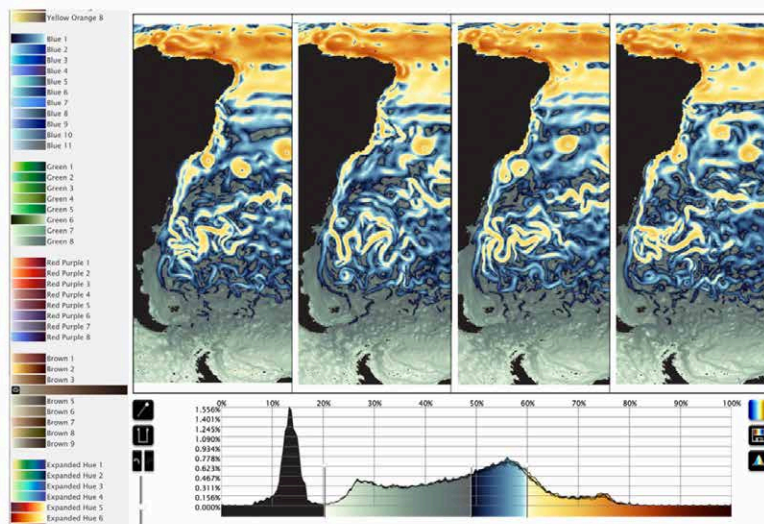 Yellow Orange 8
Blue 1
Blue 2
Blue 3
Blue 4
Blue 5
Blue 6
Blue 7
Blue 8
Blue 9
Blue 10
Blue 11
Green 1
Green 2
Green 3
Green 4
Green 5
Green 6
Green 7
Green 8
Red Purple 1
Red Purple 2
Red Purple 3
Red Purple 4
Red Purple 5
Red Purple 6
Red Purple 7
Red Purple 8
Brown 1
Brown 2
Brown 3
Brown 5
Brown 6
Brown 7
Brown 8
Brown 9
Expanded Hue 1
Expanded Hue 2
Expanded Hue 3
Expanded Hue 4
Expanded Hue 5
Expanded Hue 6
0% 10% 20% 30% 40% 50% 60% 70% 80% 90% 100%
1.556%
1.401%
1.245%
1.090%
0.934%
0.778%
0.623%
0.467%
0.311%
0.156%
0.000%